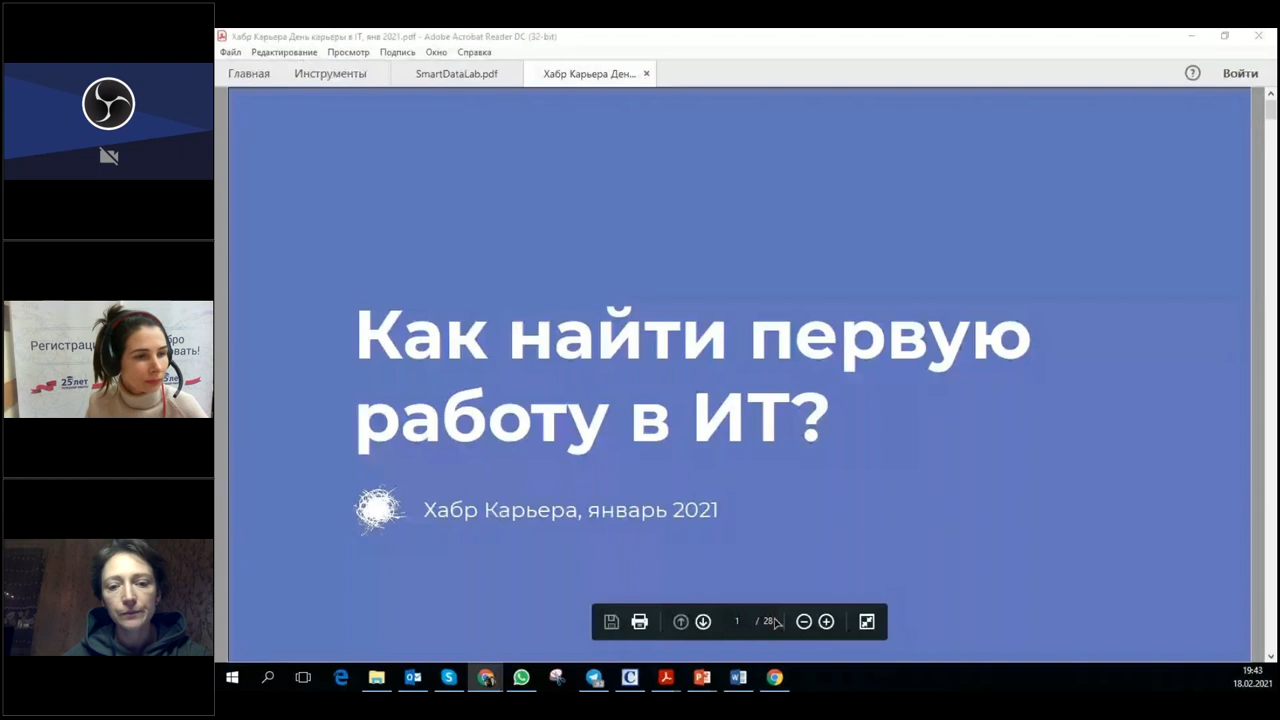 Хабр Карьера День карьеры в IT, янв 2021.pdf - Adobe Acrobat Reader DC (32-bit)
Файл Редактирование Просмотр Подпись Окно Справка
Главная Инструменты SmartDataLab.pdf Хабр Карьера Ден... Войти
Как найти первую
работу в ИТ?
Хабр Карьера, январь 2021
1 / 28
19:43
18.02.2021
Регистрац
25 лет